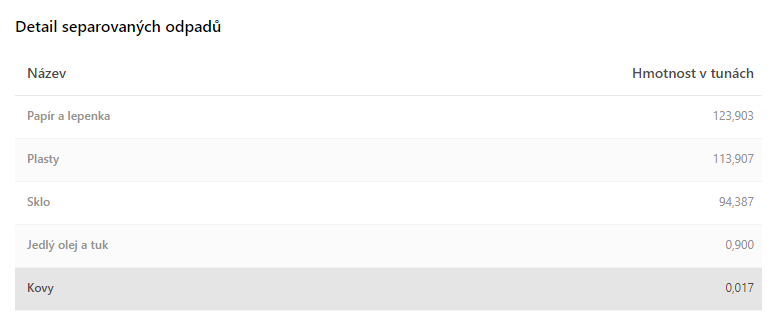 Detail separovaných odpadů
Název Hmotnost v tunách
Papír a lepenka 123,903
Plasty 113,907
Sklo 94,387
Jedlý olej a tuk 0,900
Kovy 0,017